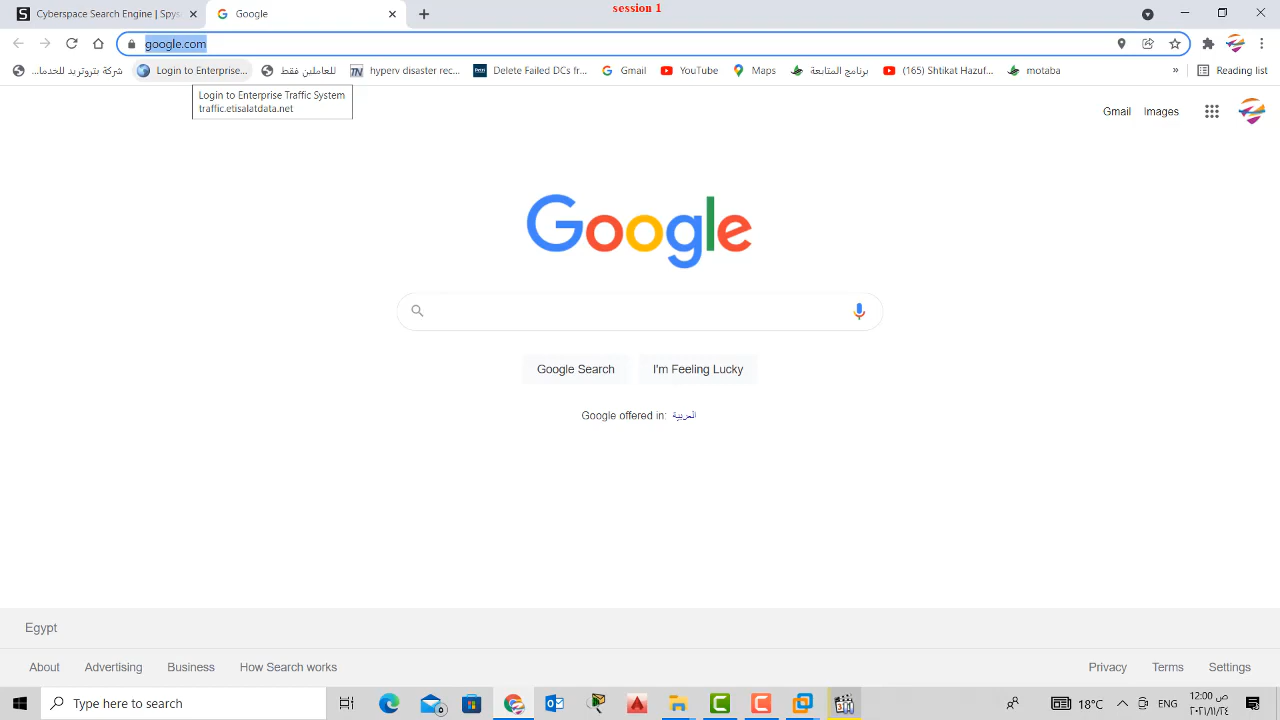 session 1
Cyberspace Search Engine | Spys
Google
google.com
شركة بتروتريد للخدما...
Login to Enterprise...
للعاملين فقط
hyperv disaster rec...
Delete Failed DCs fr...
Gmail
YouTube
Maps
برنامج المتابعة
(165) Shtikat Hazuf...
motaba
»
Reading list
Login to Enterprise Traffic System
traffic.etisalatdata.net
Gmail
Images
Google
Google Search
I'm Feeling Lucky
Google offered in: العربية
Egypt
About
Advertising
Business
How Search works
Privacy
Terms
Settings
Type here to search
18°C
ENG
12:00 ص